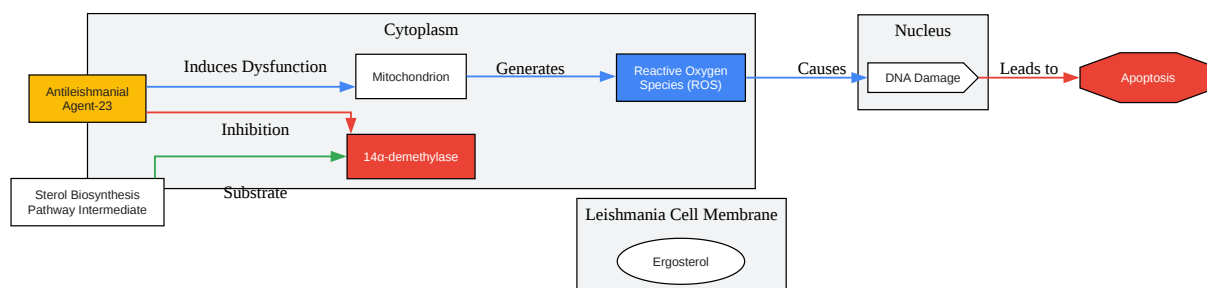 Cytoplasm
Nucleus
Induces Dysfunction
Mitochondrion
Generates
Reactive Oxygen
Species (ROS)
Causes
DNA Damage
Leads to
Apoptosis
Antileishmanial
Agent-23
Inhibition
14α-demethylase
Sterol Biosynthesis
Pathway Intermediate
Substrate
Leishmania Cell Membrane
Ergosterol